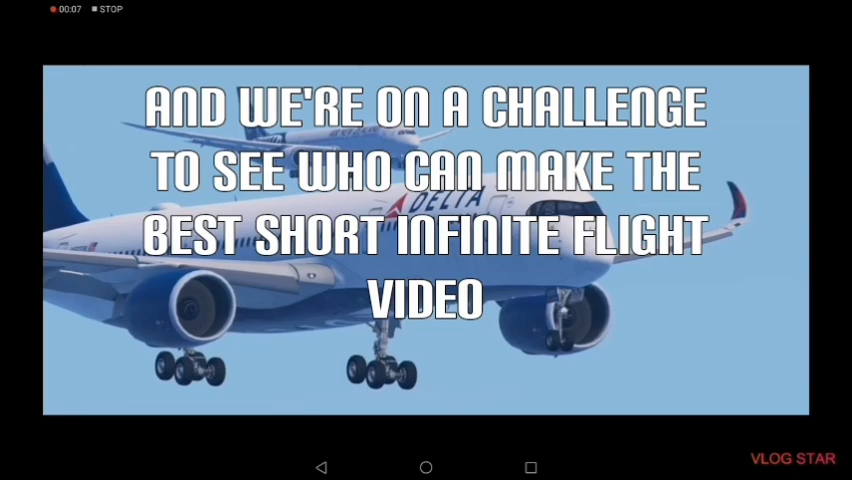 00:07 STOP
AND WE'RE ON A CHALLENGE
TO SEE WHO CAN MAKE THE
BEST SHORT INFINITE FLIGHT
VIDEO
DELTA
VLOG STAR